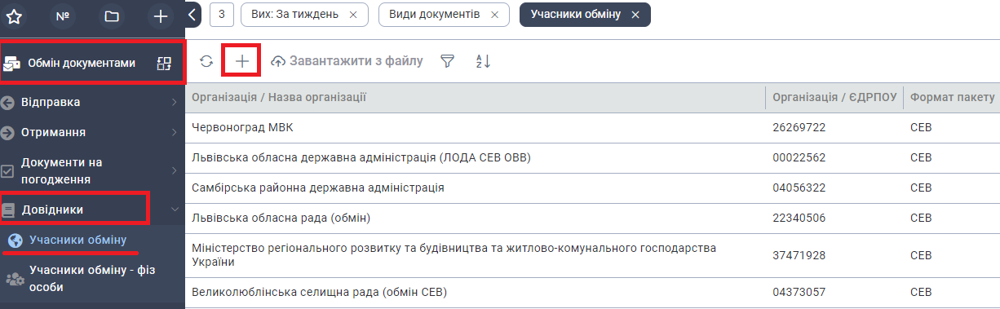 №
3
Вих: За тиждень
Види документів
Учасники обміну
Обмін документами
Завантажити з файлу
Відправка
Отримання
Документи на
погодження
Довідники
Учасники обміну
Учасники обміну - фіз
особи
Організація / Назва організації Організація / ЄДРПОУ Формат пакету
Червоноград МВК 26269722 СЕВ
Львівська обласна державна адміністрація (ЛОДА СЕВ ОВВ) 00022562 СЕВ
Самбірська районна державна адміністрація 04056322 СЕВ
Львівська обласна рада (обмін) 22340506 СЕВ
Міністерство регіонального розвитку та будівництва та житлово-комунального господарства
України 37471928 СЕВ
Великолюблінська селищна рада (обмін СЕВ) 04373057 СЕВ